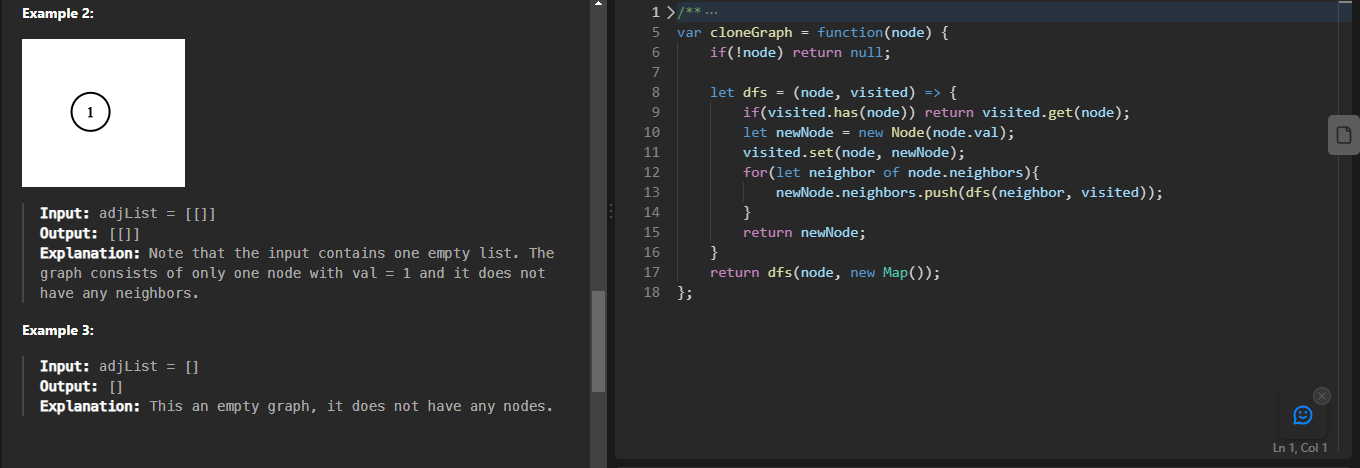 Example 2:
1
Input: adjList = [[]]
Output: [[]]
Explanation: Note that the input contains one empty list. The
graph consists of only one node with val = 1 and it does not
have any neighbors.
Example 3:
Input: adjList = []
Output: []
Explanation: This an empty graph, it does not have any nodes.
1 /** ···
5 var cloneGraph = function(node) {
6     if(!node) return null;
7
8     let dfs = (node, visited) => {
9         if(visited.has(node)) return visited.get(node);
10         let newNode = new Node(node.val);
11         visited.set(node, newNode);
12         for(let neighbor of node.neighbors){
13             newNode.neighbors.push(dfs(neighbor, visited));
14         }
15         return newNode;
16     }
17     return dfs(node, new Map());
18 };
Ln 1, Col 1